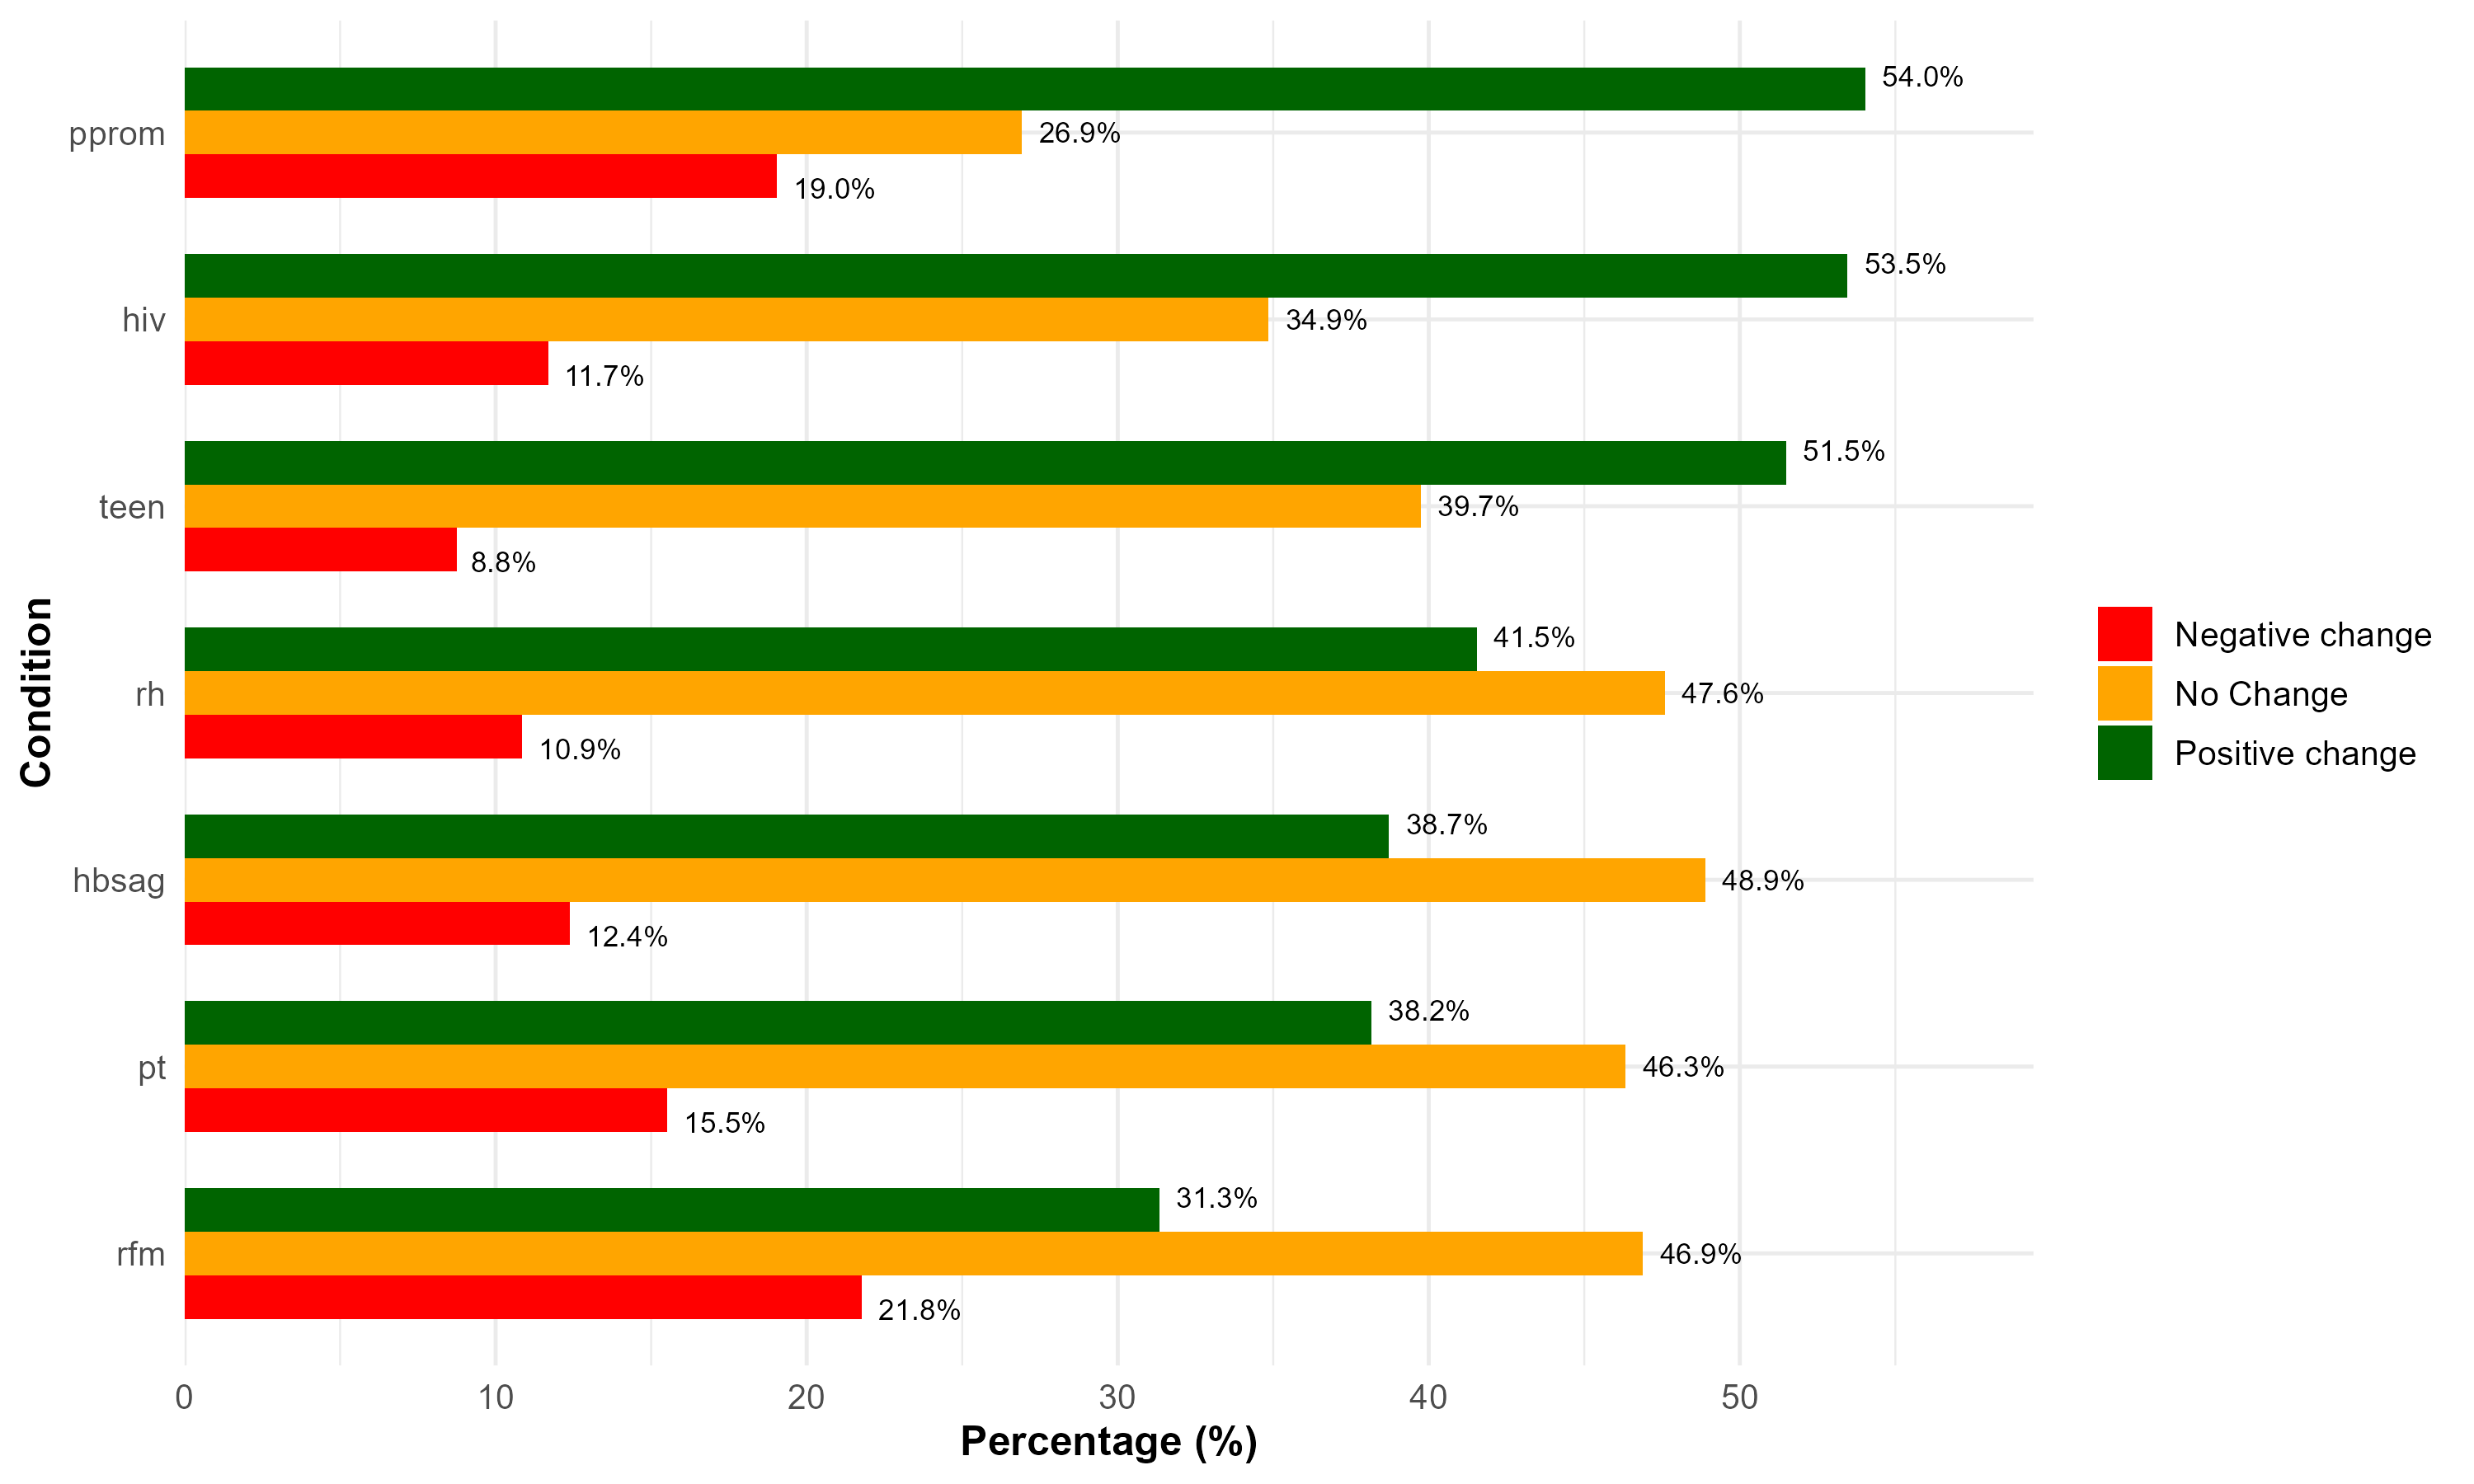 54.0%
pprom
26.9%
19.0%
53.5%
hiv
34.9%
11.7%
51.5%
teen
39.7%
8.8%
41.5%
rh
47.6%
10.9%
38.7%
hbsag
48.9%
12.4%
38.2%
pt
46.3%
15.5%
31.3%
rfm
46.9%
21.8%
Condition
0 10 20 30 40 50
Percentage (%)
Negative change
No Change
Positive change